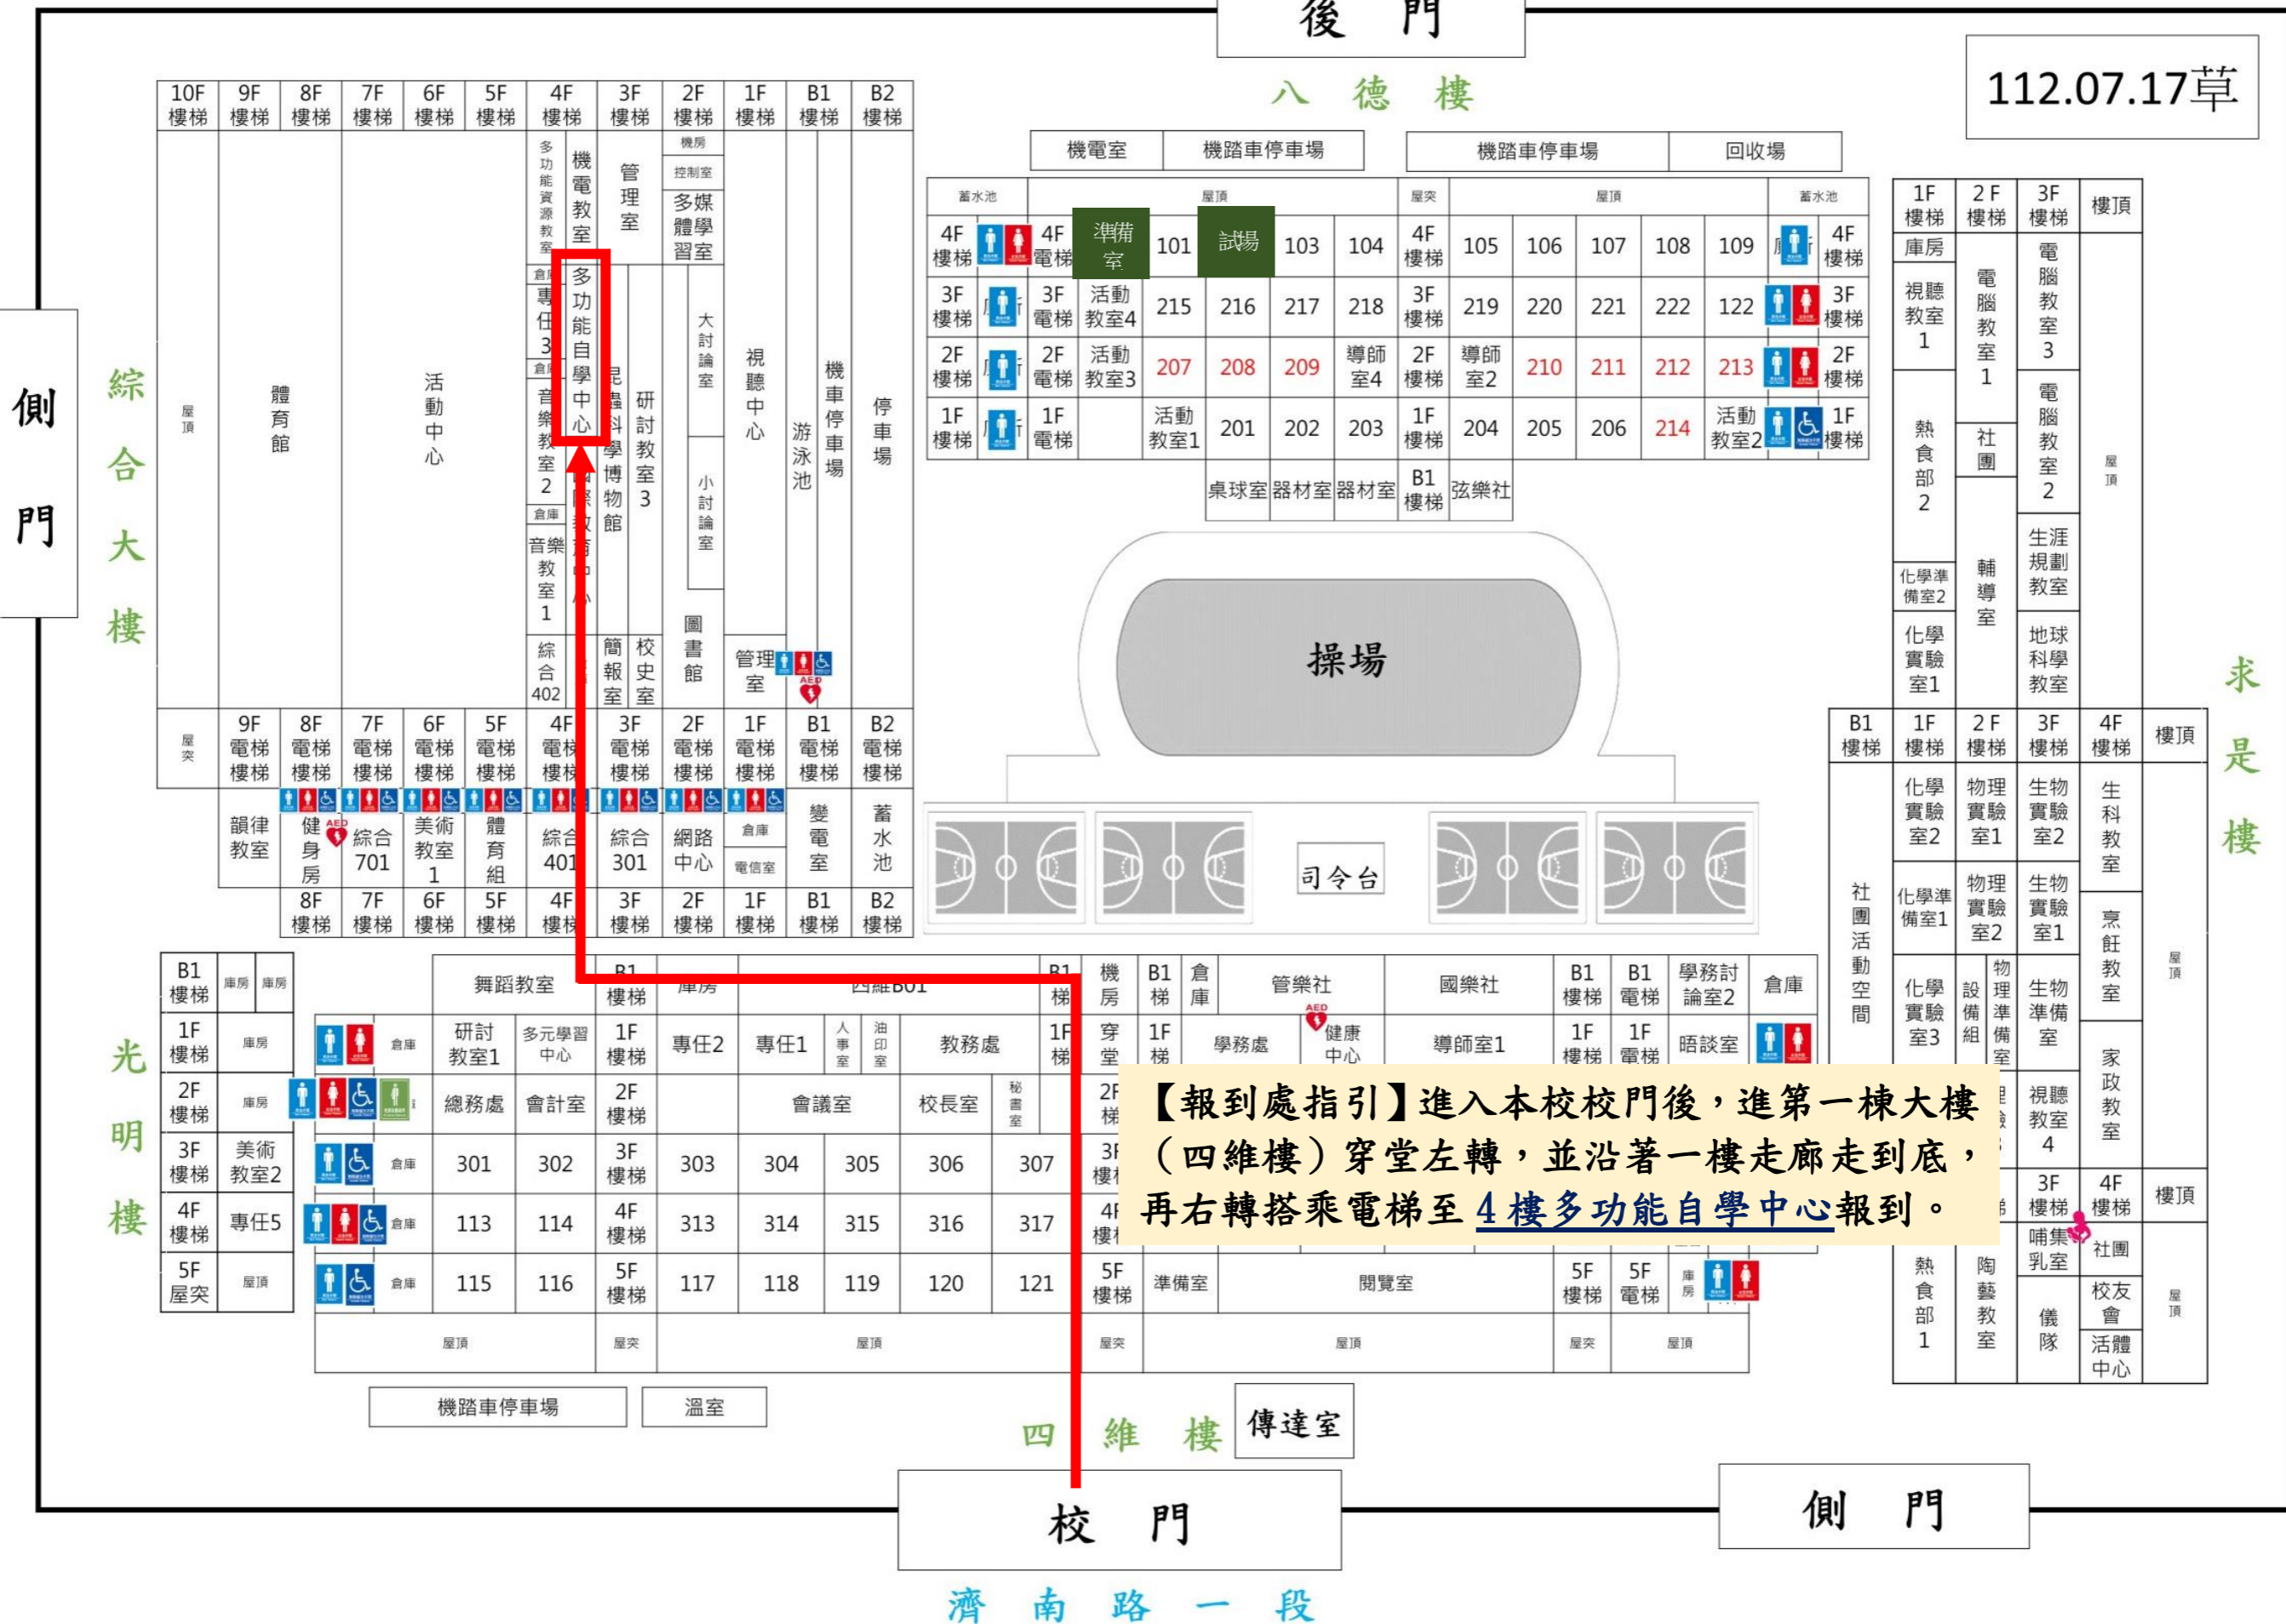 後 門
八 德 樓
112.07.17草
側 門
綜 合 大 樓
10F 樓梯 9F 樓梯 8F 樓梯 7F 樓梯 6F 樓梯 5F 樓梯 4F 樓梯 3F 樓梯 2F 樓梯 1F 樓梯 B1 樓梯 B2 樓梯
屋頂
體育館
活動中心
多功能資源教室
倉庫
專任3
倉庫
音樂教室2
倉庫
音樂教室1
綜合402
機電教室
多功能自學中心
國際教育中心
管理室
昆蟲科學博物館
研討教室3
簡報室
校史室
機房
控制室
多媒體學習室
大討論室
小討論室
圖書館
視聽中心
管理室
游泳池
機車停車場
AED
停車場
屋突 9F 電梯 樓梯 8F 電梯 樓梯 7F 電梯 樓梯 6F 電梯 樓梯 5F 電梯 樓梯 4F 電梯 樓梯 3F 電梯 樓梯 2F 電梯 樓梯 1F 電梯 樓梯 B1 電梯 樓梯 B2 電梯 樓梯
韻律教室 健身房 AED 綜合701 美術教室1 體育組 綜合401 綜合301 網路中心 倉庫 電信室 變電室 蓄水池
8F 樓梯 7F 樓梯 6F 樓梯 5F 樓梯 4F 樓梯 3F 樓梯 2F 樓梯 1F 樓梯 B1 樓梯 B2 樓梯
機電室 機踏車停車場 機踏車停車場 回收場
蓄水池 屋頂 屋突 屋頂 蓄水池
4F 樓梯 4F 電梯 準備室 101 試場 103 104 4F 樓梯 105 106 107 108 109 4F 樓梯
3F 樓梯 3F 電梯 活動教室4 215 216 217 218 3F 樓梯 219 220 221 222 122 3F 樓梯
2F 樓梯 2F 電梯 活動教室3 207 208 209 導師室4 2F 樓梯 導師室2 210 211 212 213 2F 樓梯
1F 樓梯 1F 電梯 活動教室1 201 202 203 1F 樓梯 204 205 206 214 活動教室2 1F 樓梯
桌球室 器材室 器材室 B1 樓梯 弦樂社
操場
司令台
求 是 樓
1F 樓梯 2F 樓梯 3F 樓梯 樓頂
庫房
視聽教室1
熱食部2
化學準備室2
化學實驗室1
電腦教室1
社團
輔導室
電腦教室3
電腦教室2
生涯規劃教室
地球科學教室
屋頂
B1 樓梯 1F 樓梯 2F 樓梯 3F 樓梯 4F 樓梯 樓頂
社團活動空間
化學實驗室2
化學準備室1
化學實驗室3
物理實驗室1
物理實驗室2
設備組
物理準備室
生物實驗室2
生物實驗室1
生物準備室
視聽教室4
生科教室
烹飪教室
家政教室
屋頂
3F 樓梯 4F 樓梯 樓頂
熱食部1
陶藝教室
哺集乳室
儀隊
社團
校友會
活體中心
屋頂
光 明 樓
B1 樓梯 庫房 庫房
1F 樓梯 庫房
2F 樓梯 庫房
3F 樓梯 美術教室2
4F 樓梯 專任5
5F 屋突 屋頂
舞蹈教室 B1 樓梯 庫房 四維B01 B1 梯 機房 B1 梯 倉庫 管樂社 國樂社 B1 樓梯 B1 電梯 學務討論室2 倉庫
倉庫 研討教室1 多元學習中心 1F 樓梯 專任2 專任1 人事室 油印室 教務處 1F 梯 穿堂 1F 梯 學務處 AED 健康中心 導師室1 1F 樓梯 1F 電梯 晤談室
總務處 會計室 2F 樓梯 會議室 校長室 秘書室 2F 梯
倉庫 301 302 3F 樓梯 303 304 305 306 307 3F
倉庫 113 114 4F 樓梯 313 314 315 316 317 4F
倉庫 115 116 5F 樓梯 117 118 119 120 121 5F 樓梯 準備室 閱覽室 5F 樓梯 5F 電梯 庫房
屋頂 屋突 屋頂 屋突 屋頂 屋突 屋頂
【報到處指引】進入本校校門後，進第一棟大樓
（四維樓）穿堂左轉，並沿著一樓走廊走到底，
再右轉搭乘電梯至 4 樓多功能自學中心報到。
機踏車停車場 溫室
四 維 樓
傳達室
校 門
側 門
濟 南 路 一 段